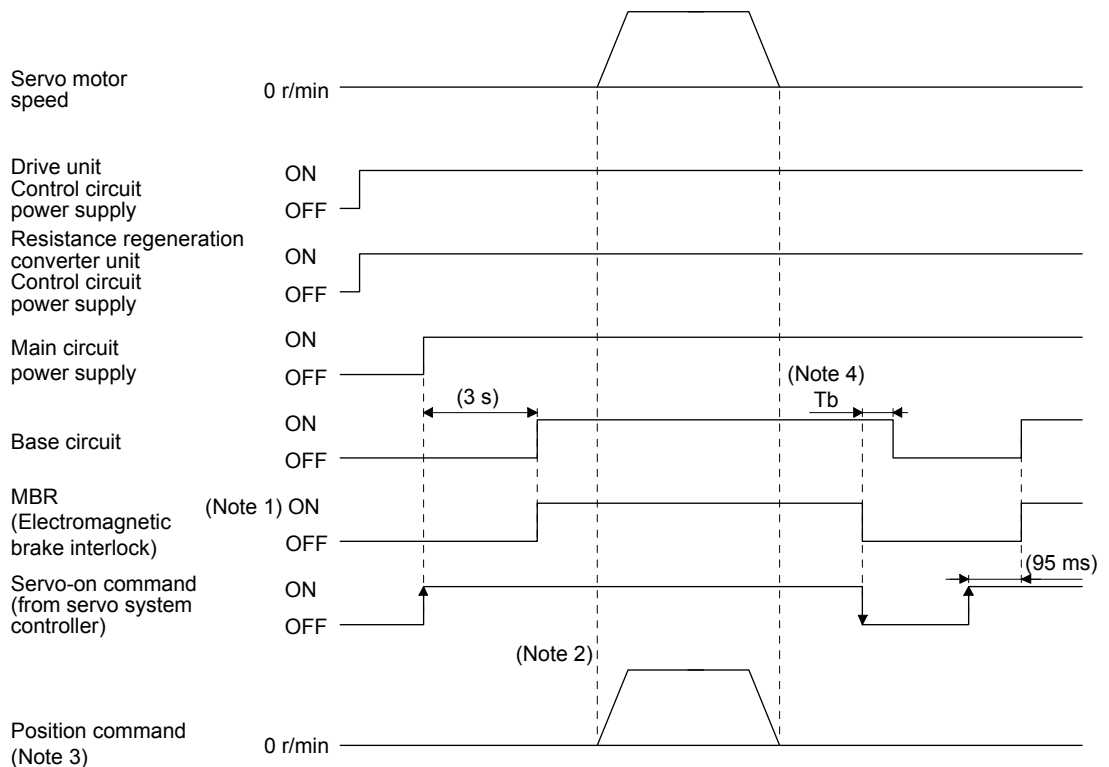 Servo motor
speed
0 r/min
Drive unit
Control circuit
power supply
ON
OFF
Resistance regeneration
converter unit
Control circuit
power supply
ON
OFF
Main circuit
power supply
ON
OFF
(3 s)
(Note 4)
Tb
Base circuit
ON
OFF
MBR
(Electromagnetic
brake interlock)
(Note 1) ON
OFF
(95 ms)
Servo-on command
(from servo system
controller)
ON
OFF
(Note 2)
Position command
(Note 3)
0 r/min